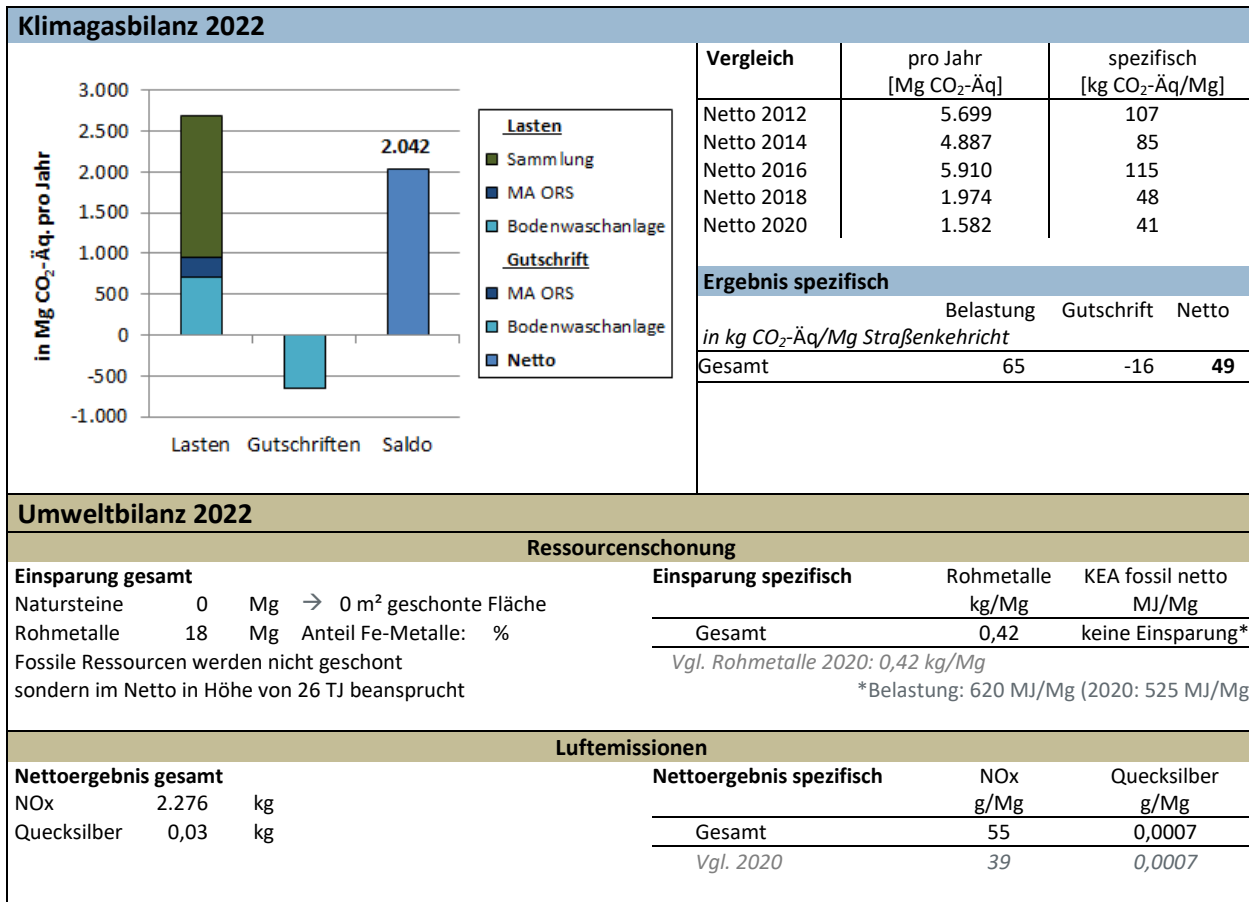 Klimagasbilanz 2022
in Mg CO₂-Äq. pro Jahr
3.000
2.500
2.000
1.500
1.000
500
0
-500
-1.000
2.042
Lasten Gutschriften Saldo
Lasten
Sammlung
MA ORS
Bodenwaschanlage
Gutschrift
MA ORS
Bodenwaschanlage
Netto
Vergleich pro Jahr spezifisch
[Mg CO₂-Äq] [kg CO₂-Äq/Mg]
Netto 2012 5.699 107
Netto 2014 4.887 85
Netto 2016 5.910 115
Netto 2018 1.974 48
Netto 2020 1.582 41
Ergebnis spezifisch
Belastung Gutschrift Netto
in kg CO₂-Äq/Mg Straßenkehricht
Gesamt 65 -16 49
Umweltbilanz 2022
Ressourcenschonung
Einsparung gesamt
Natursteine 0 Mg → 0 m² geschonte Fläche
Rohmetalle 18 Mg Anteil Fe-Metalle: %
Fossile Ressourcen werden nicht geschont
sondern im Netto in Höhe von 26 TJ beansprucht
Einsparung spezifisch Rohmetalle KEA fossil netto
kg/Mg MJ/Mg
Gesamt 0,42 keine Einsparung*
Vgl. Rohmetalle 2020: 0,42 kg/Mg
*Belastung: 620 MJ/Mg (2020: 525 MJ/Mg
Luftemissionen
Nettoergebnis gesamt
NOx 2.276 kg
Quecksilber 0,03 kg
Nettoergebnis spezifisch NOx Quecksilber
g/Mg g/Mg
Gesamt 55 0,0007
Vgl. 2020 39 0,0007